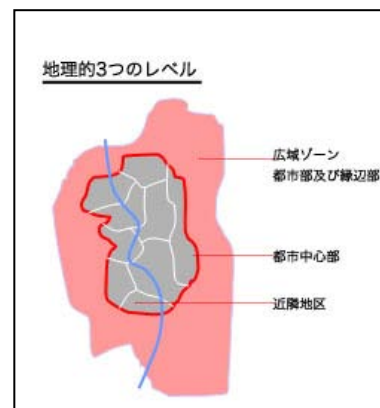 地理的3つのレベル
広域ゾーン
都市部及び縁辺部
都市中心部
近隣地区